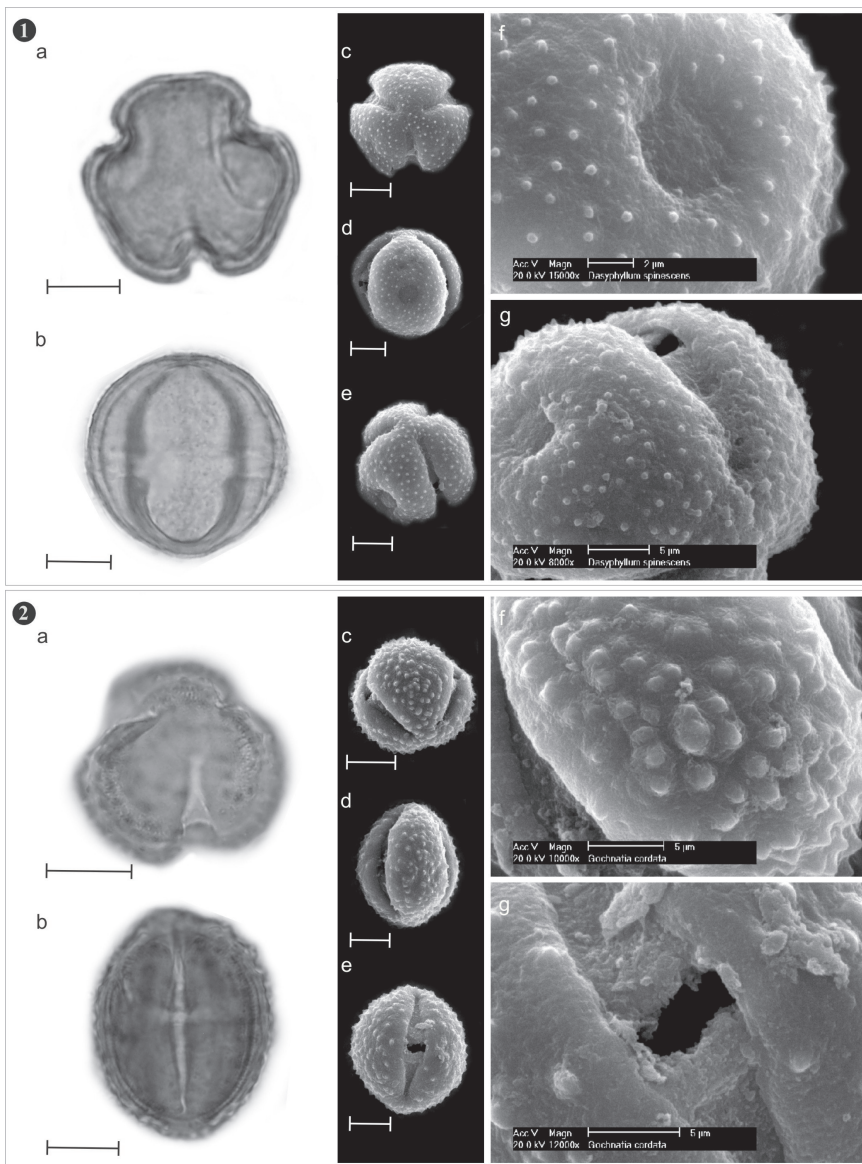 1
a
b
c
d
e
f
Acc.V Magn 2 µm
20.0 kV 15000x Dasyphyllum spinescens
g
Acc.V Magn 5 µm
20.0 kV 8000x Dasyphyllum spinescens
2
a
b
c
d
e
f
Acc.V Magn 5 µm
20.0 kV 10000x Gochnatia cordata
g
Acc.V Magn 5 µm
20.0 kV 12000x Gochnatia cordata